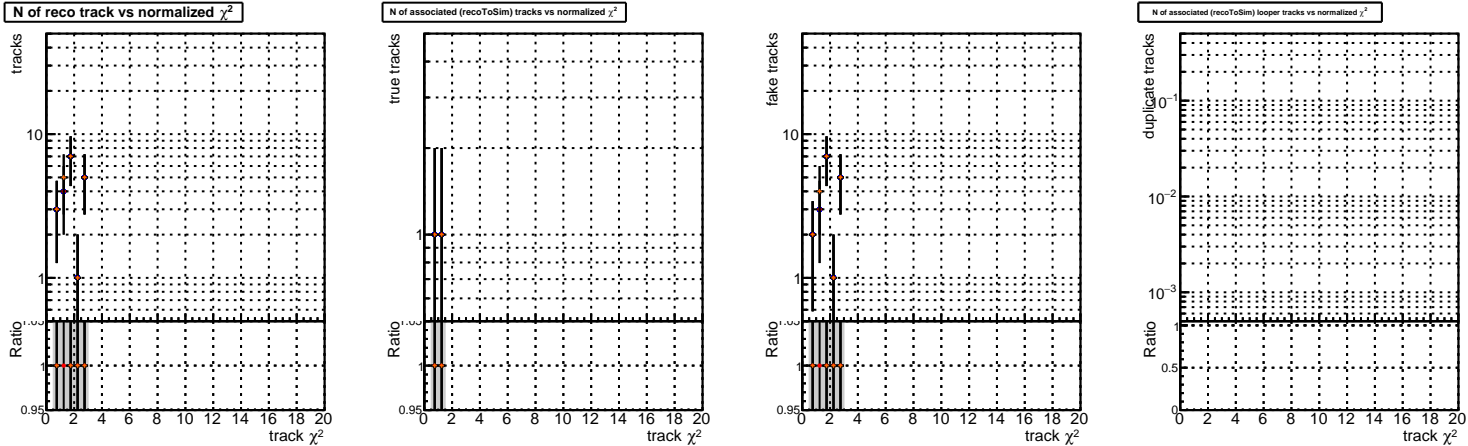 N of reco track vs normalized χ²
tracks
10
1
Ratio
1
0.95
0 2 4 6 8 10 12 14 16 18 20
track χ²
N of associated (recoToSim) tracks vs normalized χ²
true tracks
1
Ratio
1
0.95
0 2 4 6 8 10 12 14 16 18 20
track χ²
fake tracks
10
1
Ratio
1
0.95
0 2 4 6 8 10 12 14 16 18 20
track χ²
N of associated (recoToSim) looper tracks vs normalized χ²
duplicate tracks
10⁻¹
10⁻²
10⁻³
Ratio
1
0.5
0
0 2 4 6 8 10 12 14 16 18 20
track χ²